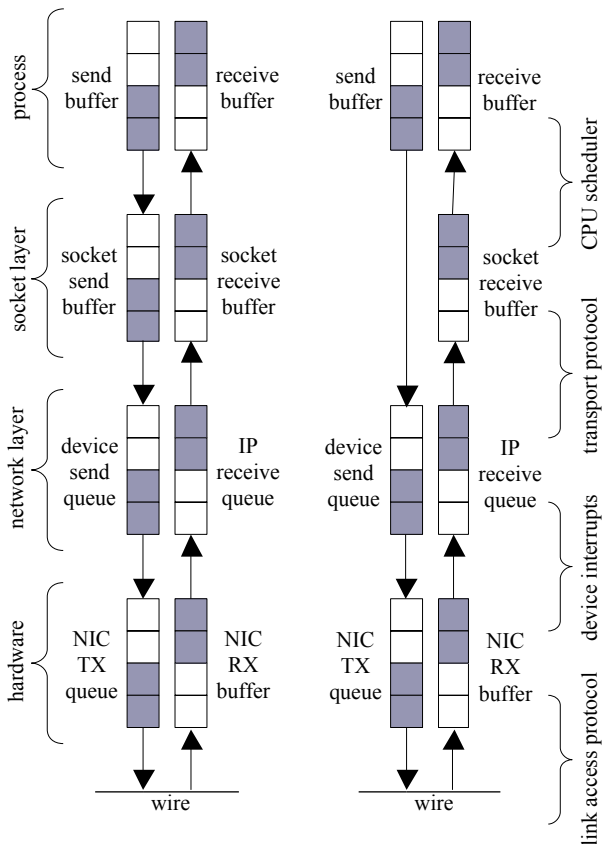 process
send
buffer
receive
buffer
socket layer
socket
send
buffer
socket
receive
buffer
network layer
device
send
queue
IP
receive
queue
hardware
NIC
TX
queue
NIC
RX
buffer
wire
send
buffer
receive
buffer
CPU scheduler
socket
receive
buffer
transport protocol
device
send
queue
IP
receive
queue
device interrupts
NIC
TX
queue
NIC
RX
buffer
link access protocol
wire